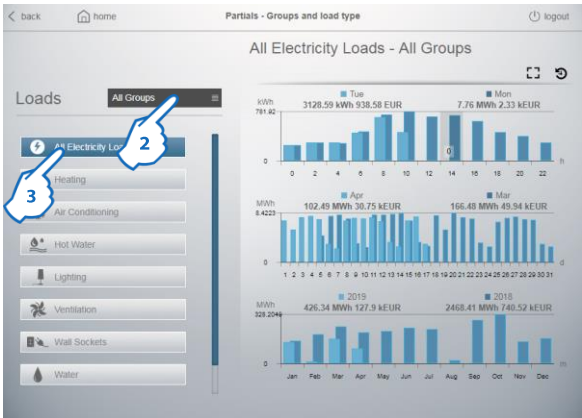 back
home
Partials - Groups and load type
logout
All Electricity Loads - All Groups
Loads
All Groups
2
All Electricity Loa
3
Heating
Air Conditioning
Hot Water
Lighting
Ventilation
Wall Sockets
Water
kWh
Tue
Mon
3128.59 kWh 938.58 EUR
7.76 MWh 2.33 kEUR
781.92
0
0
0 2 4 6 8 10 12 14 16 18 20 22
h
MWh
Apr
Mar
102.49 MWh 30.75 kEUR
166.48 MWh 49.94 kEUR
8.4223
0
1 2 3 4 5 6 7 8 9 10 11 12 13 14 15 16 17 18 19 20 21 22 23 24 25 26 27 28 29 30 31
d
MWh
2019
2018
426.34 MWh 127.9 kEUR
2468.41 MWh 740.52 kEUR
328.2046
0
Jan Feb Mar Apr May Jun Jul Aug Sep Oct Nov Dec
m